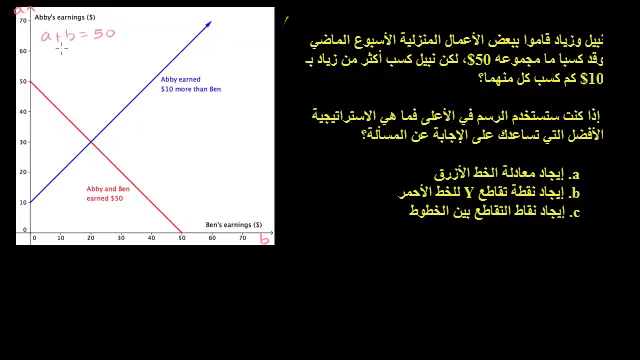 Abby's earnings ($)
a
70
a+b=50
60
50
40
30
20
10
0
Abby earned
$10 more than Ben
Abby and Ben
earned $50
Ben's earnings ($)
0 10 20 30 40 50 60 70
b
نبيل وزياد قاموا ببعض الأعمال المنزلية الأسبوع الماضي
وقد كسبا ما مجموعه 50$، لكن نبيل كسب أكثر من زياد بـ
10$ كم كسب كل منهما؟
إذا كنت ستستخدم الرسم في الأعلى فما هي الاستراتيجية
الأفضل التي تساعدك على الإجابة عن المسألة؟
a. إيجاد معادلة الخط الأزرق
b. إيجاد نقطة تقاطع Y للخط الأحمر
c. إيجاد نقاط التقاطع بين الخطوط